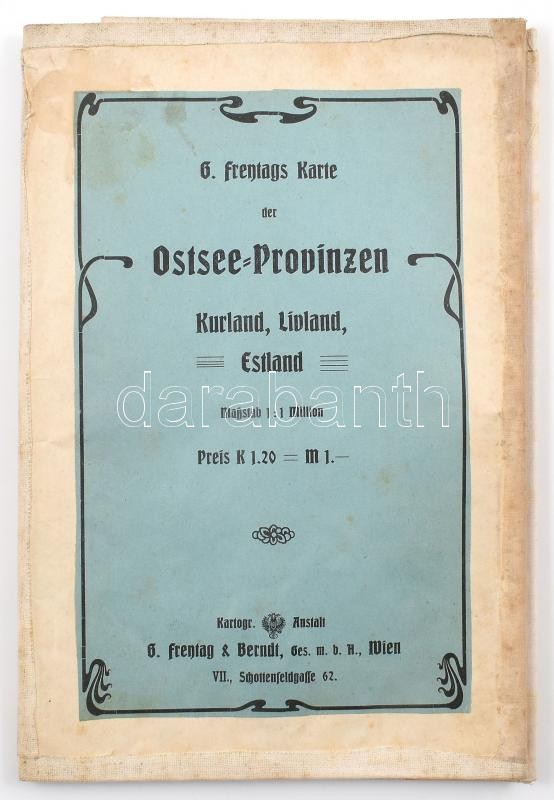 G. Freytags Karte
der
Ostsee=Provinzen
Kurland, Livland,
Estland
darabanth
Maßstab 1 : 1 Million
Preis K 1.20 = M 1.—
Kartogr. Anstalt
G. Freytag & Berndt, Ges. m. b. H., Wien
VII., Schottenfeldgasse 62.